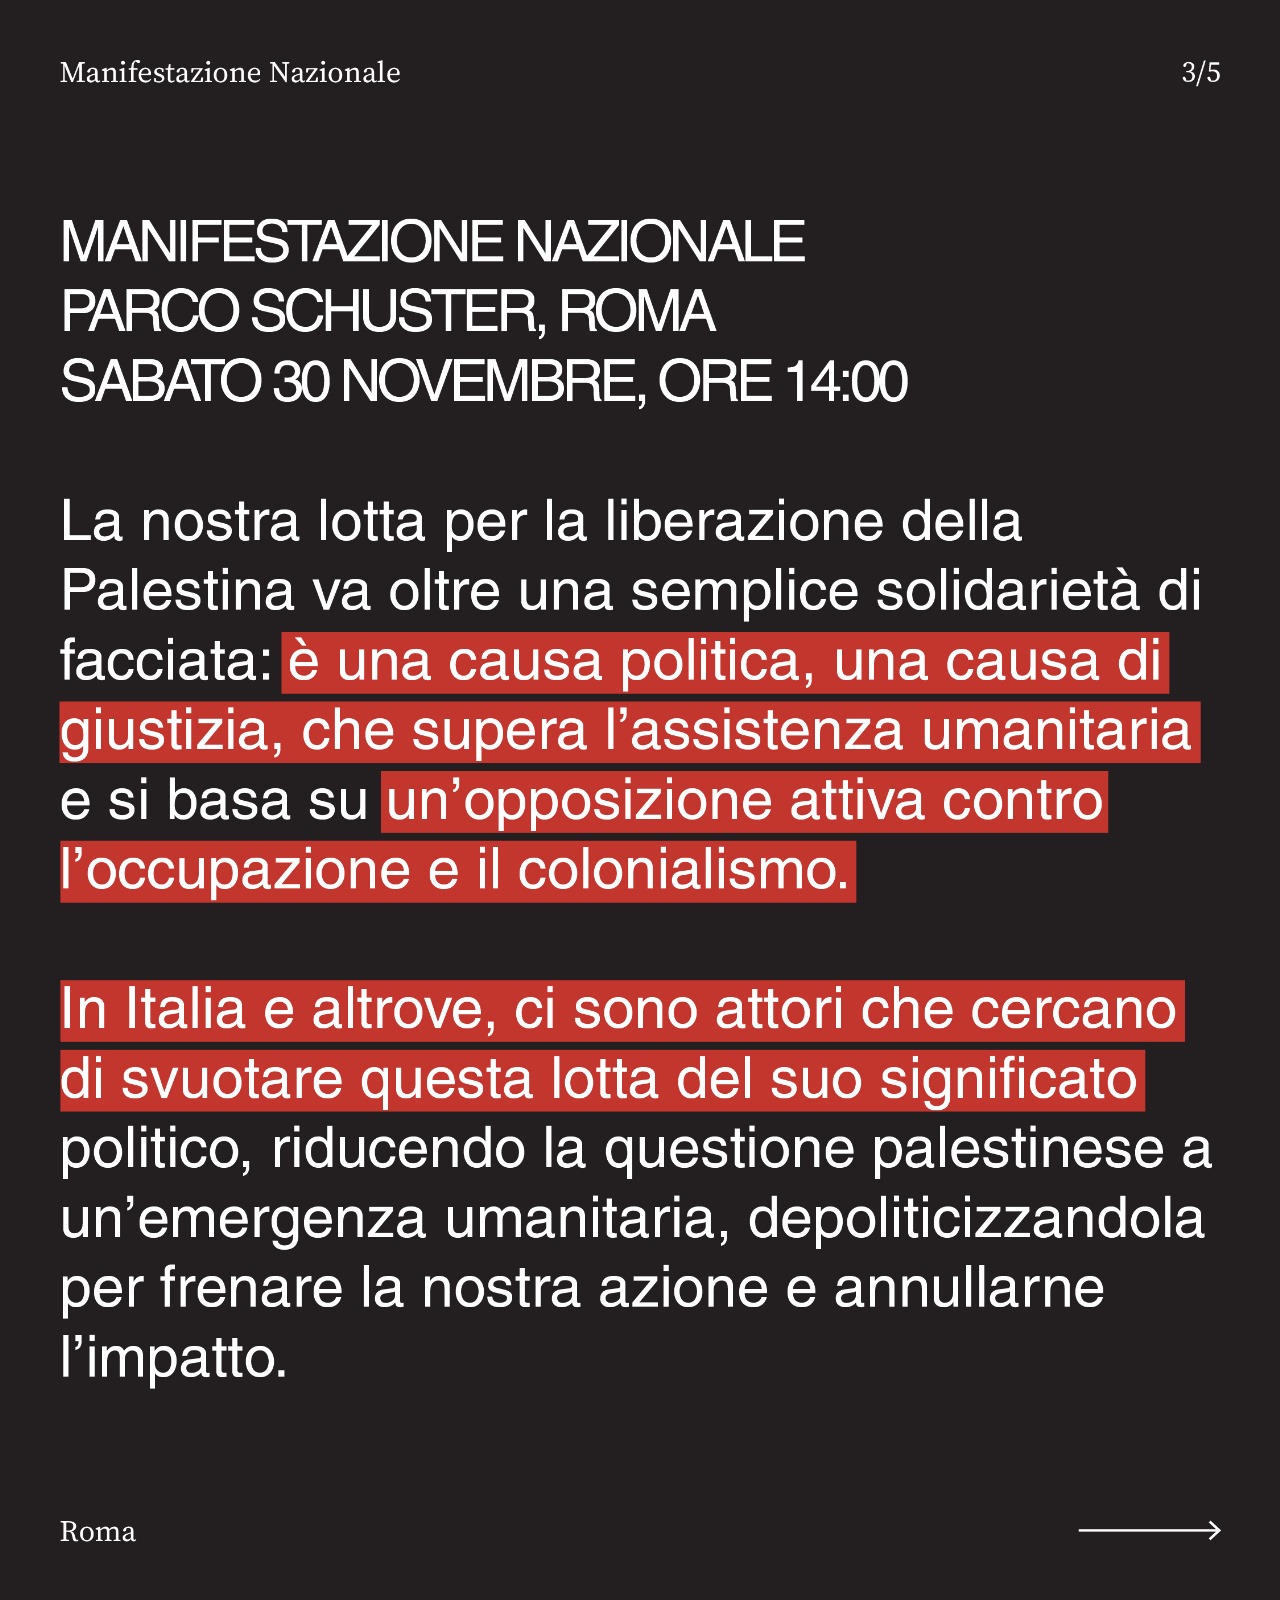 Manifestazione Nazionale
3/5
MANIFESTAZIONE NAZIONALE
PARCO SCHUSTER, ROMA
SABATO 30 NOVEMBRE, ORE 14:00
La nostra lotta per la liberazione della
Palestina va oltre una semplice solidarietà di
facciata: è una causa politica, una causa di
giustizia, che supera l’assistenza umanitaria
e si basa su un’opposizione attiva contro
l’occupazione e il colonialismo.
In Italia e altrove, ci sono attori che cercano
di svuotare questa lotta del suo significato
politico, riducendo la questione palestinese a
un’emergenza umanitaria, depoliticizzandola
per frenare la nostra azione e annullarne
l’impatto.
Roma